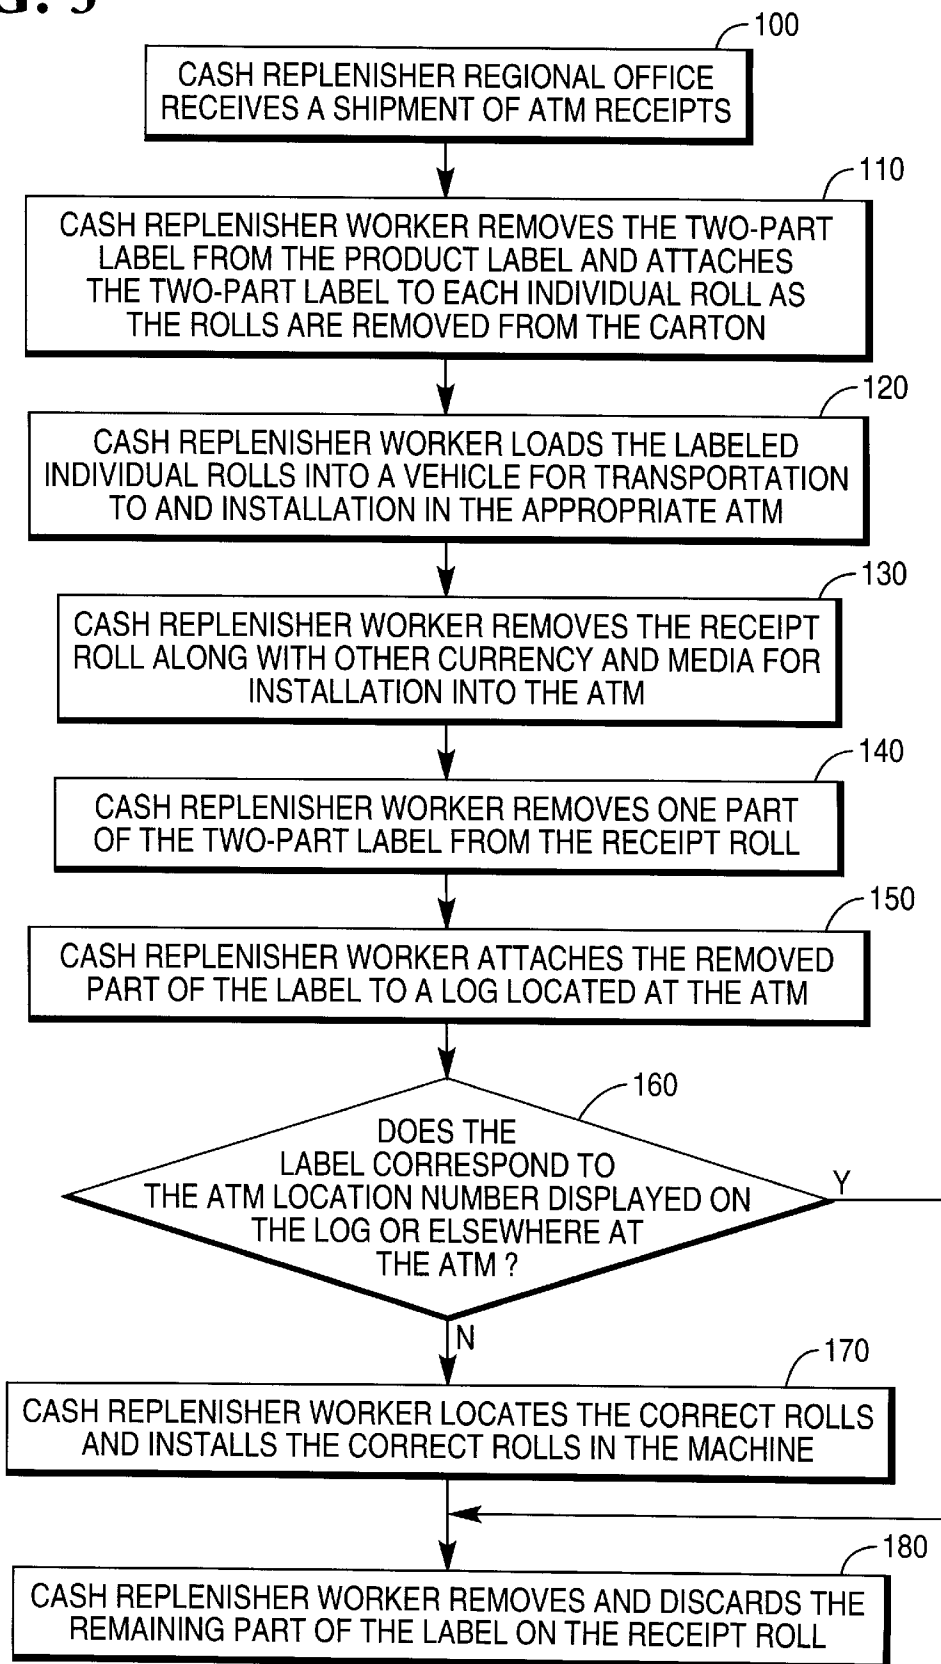 100
CASH REPLENISHER REGIONAL OFFICE
RECEIVES A SHIPMENT OF ATM RECEIPTS
110
CASH REPLENISHER WORKER REMOVES THE TWO-PART
LABEL FROM THE PRODUCT LABEL AND ATTACHES
THE TWO-PART LABEL TO EACH INDIVIDUAL ROLL AS
THE ROLLS ARE REMOVED FROM THE CARTON
120
CASH REPLENISHER WORKER LOADS THE LABELED
INDIVIDUAL ROLLS INTO A VEHICLE FOR TRANSPORTATION
TO AND INSTALLATION IN THE APPROPRIATE ATM
130
CASH REPLENISHER WORKER REMOVES THE RECEIPT
ROLL ALONG WITH OTHER CURRENCY AND MEDIA FOR
INSTALLATION INTO THE ATM
140
CASH REPLENISHER WORKER REMOVES ONE PART
OF THE TWO-PART LABEL FROM THE RECEIPT ROLL
150
CASH REPLENISHER WORKER ATTACHES THE REMOVED
PART OF THE LABEL TO A LOG LOCATED AT THE ATM
160
DOES THE
LABEL CORRESPOND TO
THE ATM LOCATION NUMBER DISPLAYED ON
THE LOG OR ELSEWHERE AT
THE ATM ?
Y
N
170
CASH REPLENISHER WORKER LOCATES THE CORRECT ROLLS
AND INSTALLS THE CORRECT ROLLS IN THE MACHINE
180
CASH REPLENISHER WORKER REMOVES AND DISCARDS THE
REMAINING PART OF THE LABEL ON THE RECEIPT ROLL